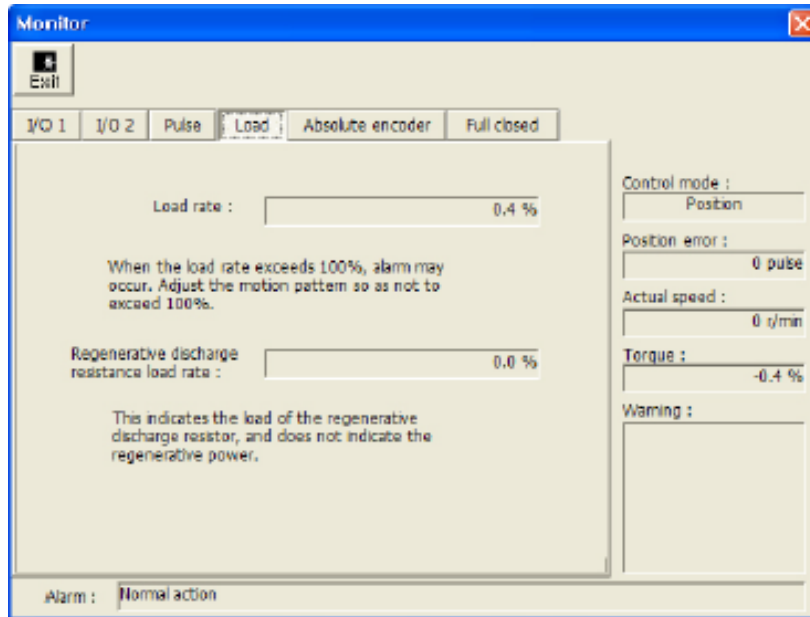 Monitor
Exit
I/O 1
I/O 2
Pulse
Load
Absolute encoder
Full closed
Load rate :
0.4 %
When the load rate exceeds 100%, alarm may
occur. Adjust the motion pattern so as not to
exceed 100%.
Regenerative discharge
resistance load rate :
0.0 %
This indicates the load of the regenerative
discharge resistor, and does not indicate the
regenerative power.
Control mode :
Position
Position error :
0 pulse
Actual speed :
0 r/min
Torque :
-0.4 %
Warning :
Alarm :
Normal action